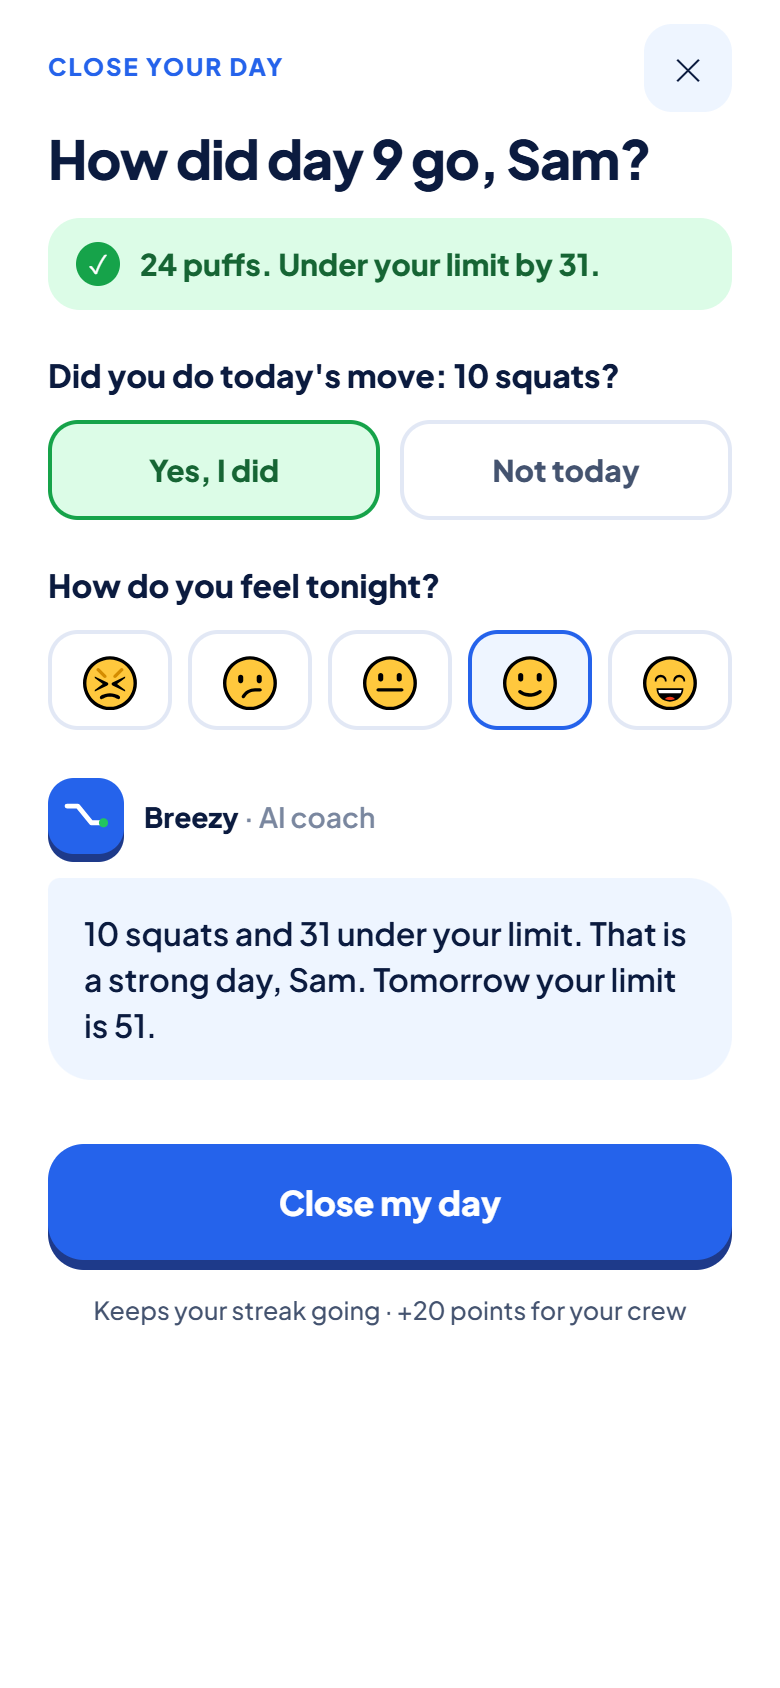 CLOSE YOUR DAY
How did day 9 go, Sam?
24 puffs. Under your limit by 31.
Did you do today's move: 10 squats?
Yes, I did
Not today
How do you feel tonight?
Breezy · AI coach
10 squats and 31 under your limit. That is
a strong day, Sam. Tomorrow your limit
is 51.
Close my day
Keeps your streak going · +20 points for your crew